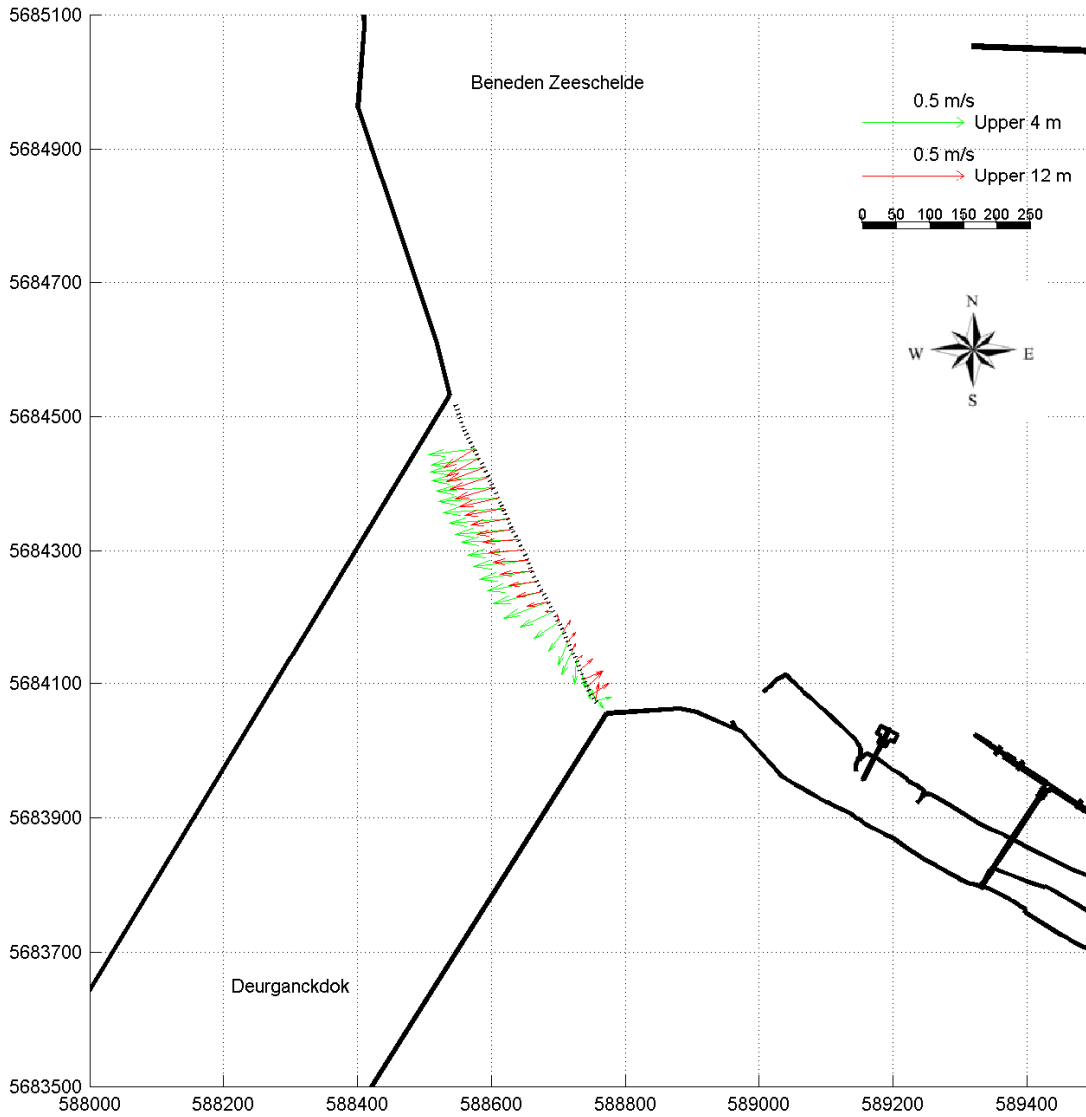 5685100
Beneden Zeeschelde
0.5 m/s
Upper 4 m
5684900
0.5 m/s
Upper 12 m
0 50 100 150 200 250
5684700
N
W E
S
5684500
5684300
5684100
5683900
5683700
Deurganckdok
5683500
588000 588200 588400 588600 588800 589000 589200 589400